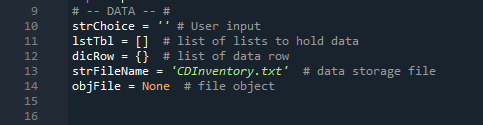 9 # -- DATA -- #
10 strChoice = '' # User input
11 lstTbl = [] # list of lists to hold data
12 dicRow = {} # list of data row
13 strFileName = 'CDInventory.txt' # data storage file
14 objFile = None # file object
15
16